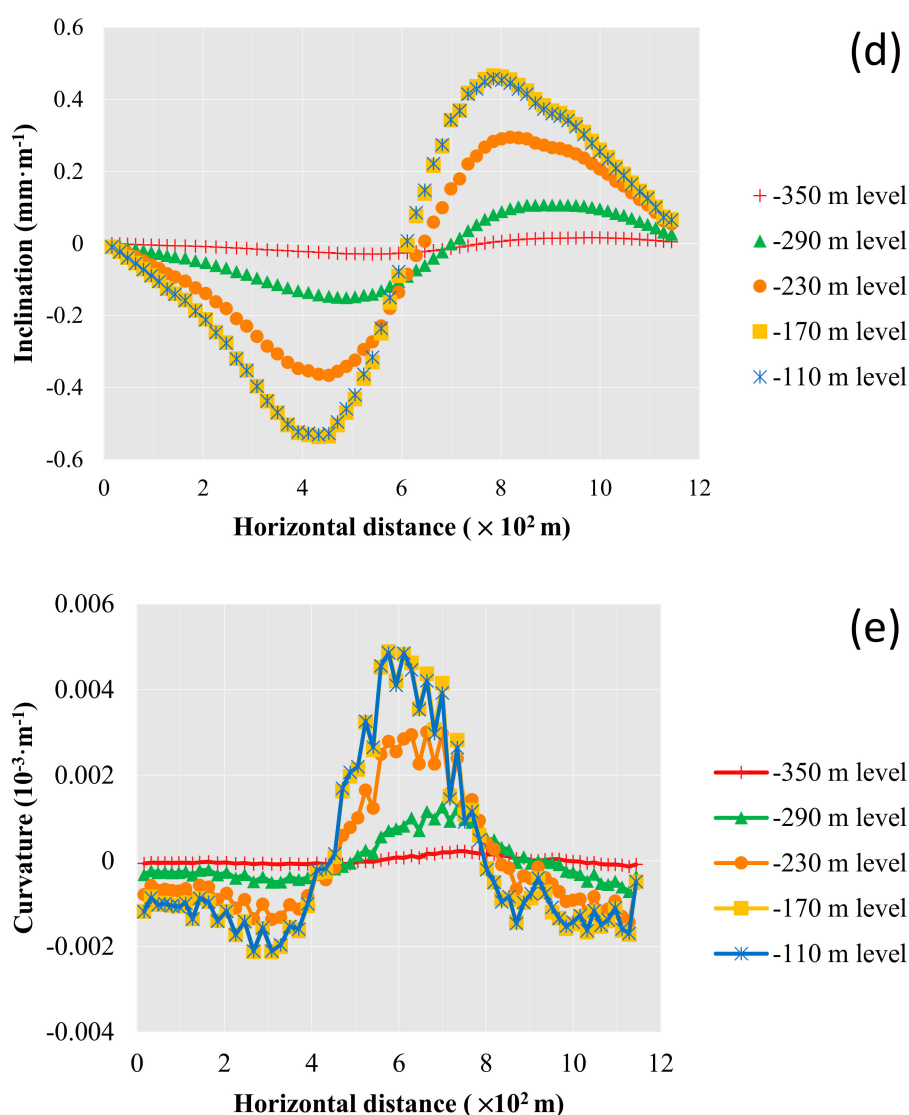 (d)
0.6
0.4
0.2
0
-0.2
-0.4
-0.6
Inclination (mm·m⁻¹)
0 2 4 6 8 10 12
Horizontal distance ( × 10² m)
-350 m level
-290 m level
-230 m level
-170 m level
-110 m level
(e)
0.006
0.004
0.002
0
-0.002
-0.004
Curvature (10⁻³·m⁻¹)
0 2 4 6 8 10 12
Horizontal distance ( ×10² m)
-350 m level
-290 m level
-230 m level
-170 m level
-110 m level